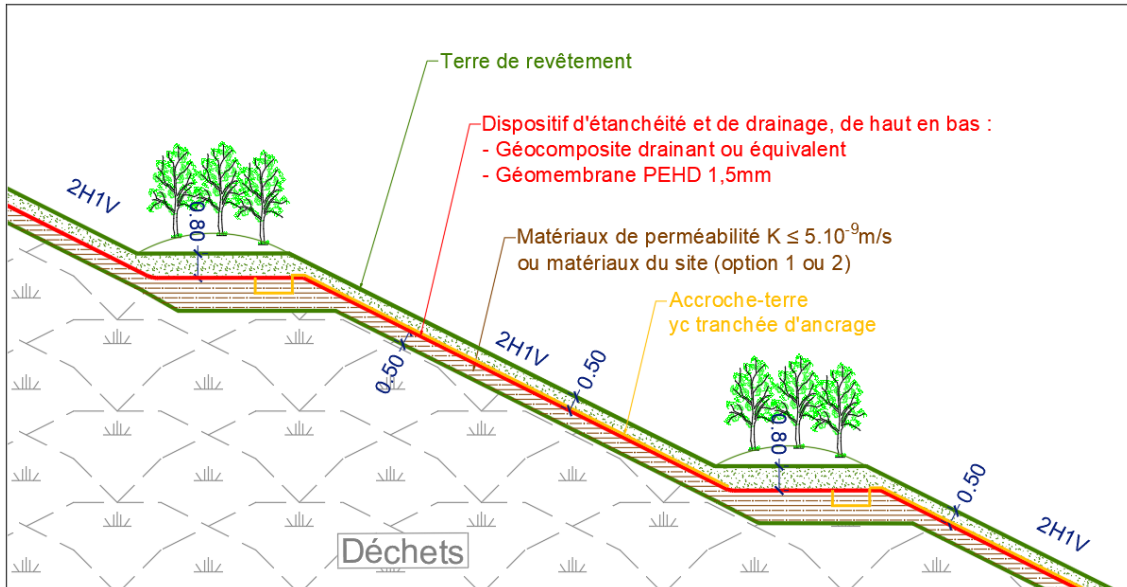 Terre de revêtement
Dispositif d'étanchéité et de drainage, de haut en bas :
- Géocomposite drainant ou équivalent
- Géomembrane PEHD 1,5mm
2H1V
0.80
Matériaux de perméabilité K ≤ 5.10⁻⁹m/s
ou matériaux du site (option 1 ou 2)
Accroche-terre
yc tranchée d'ancrage
0.50
2H1V
0.50
0.80
0.50
2H1V
Déchets